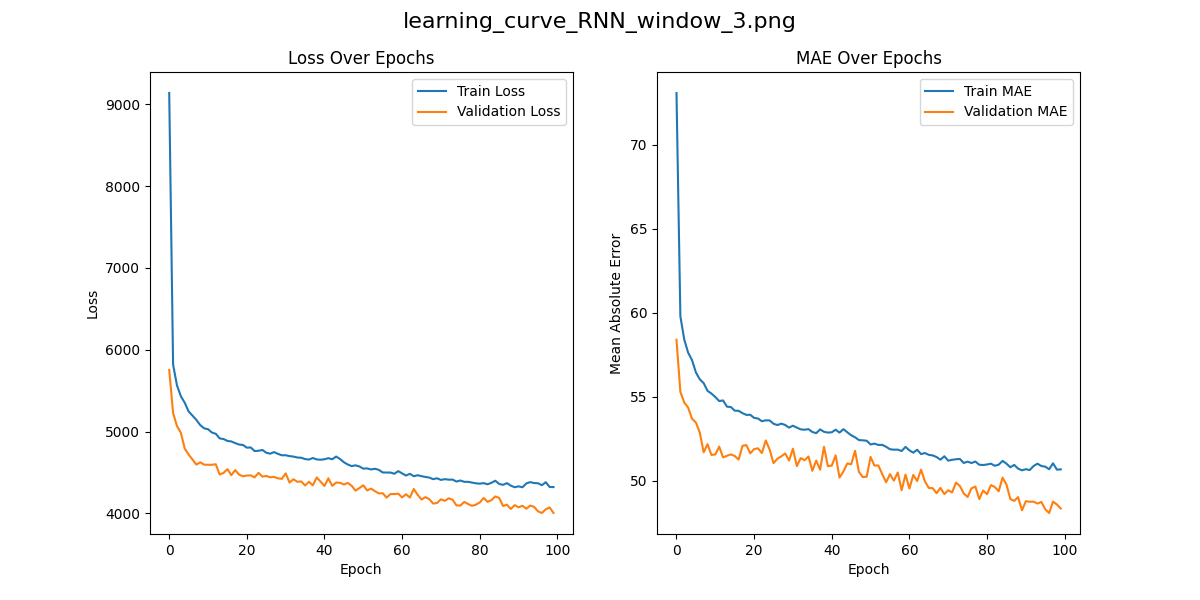 learning_curve_RNN_window_3.png
Loss Over Epochs
Train Loss
Validation Loss
9000
8000
7000
6000
5000
4000
Loss
0
20
40
60
80
100
Epoch
MAE Over Epochs
Train MAE
Validation MAE
70
65
60
55
50
Mean Absolute Error
0
20
40
60
80
100
Epoch